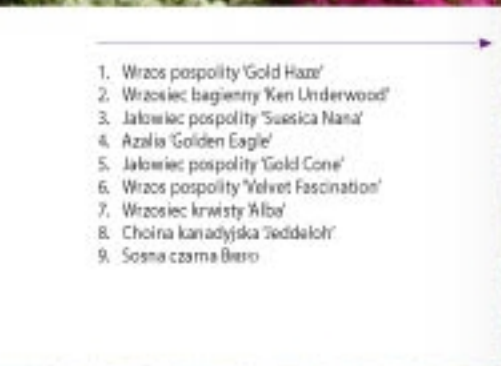 1. Wrzos pospolity 'Gold Haze'
2. Wrzosiec bagienny 'Ken Underwood'
3. Jałowiec pospolity 'Suesica Nana'
4. Azalia 'Golden Eagle'
5. Jałowiec pospolity 'Gold Cone'
6. Wrzos pospolity 'Velvet Fascination'
7. Wrzosiec krwisty 'Alba'
8. Choina kanadyjska 'Jeddeloh'
9. Sosna czarna